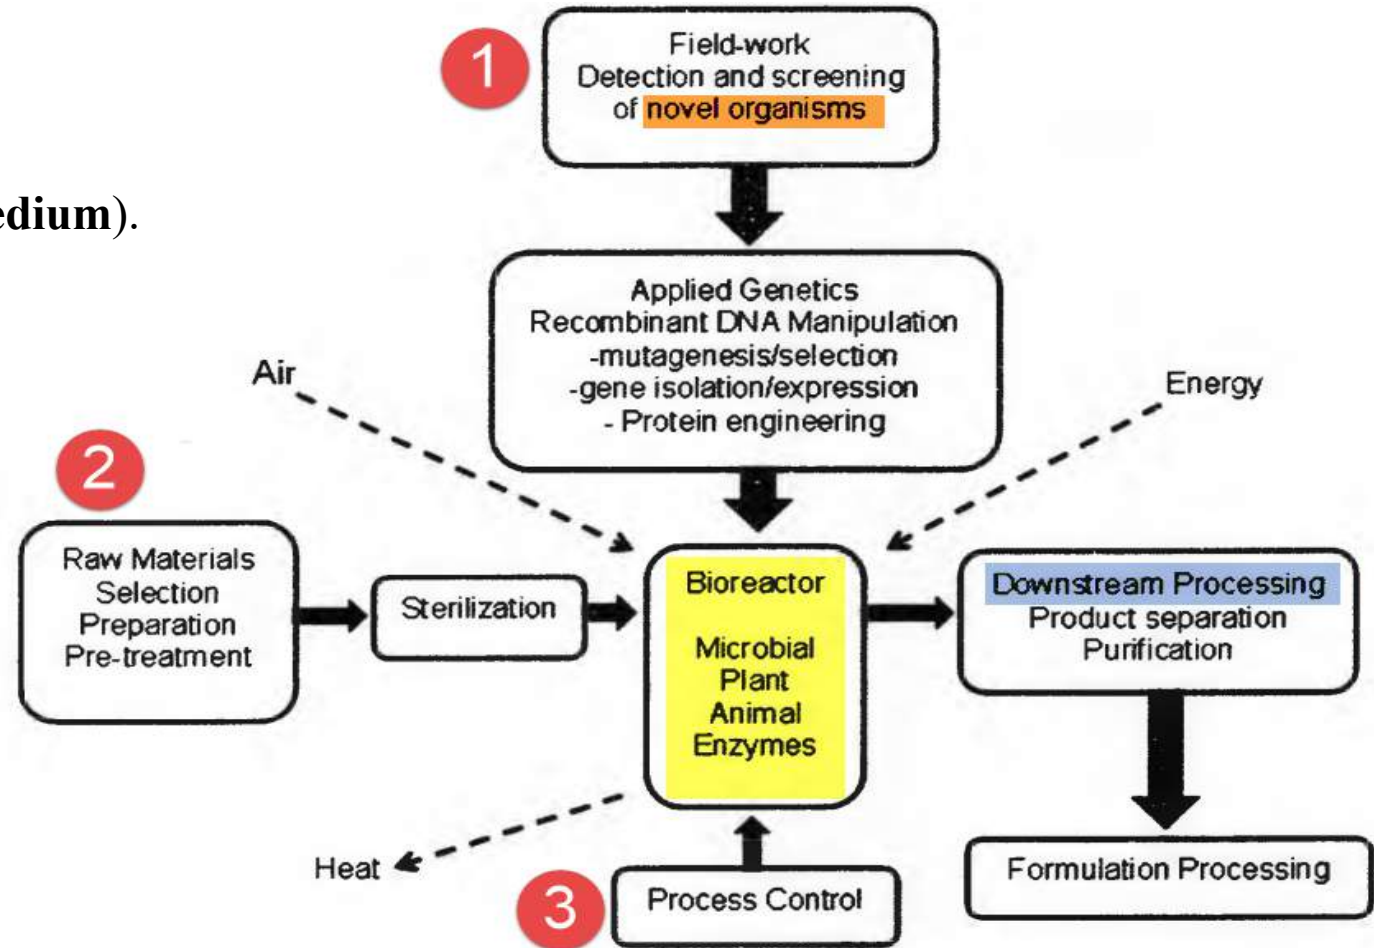 1
Field-work
Detection and screening
of novel organisms
edium).
Applied Genetics
Recombinant DNA Manipulation
-mutagenesis/selection
-gene isolation/expression
- Protein engineering
Air
Energy
2
Raw Materials
Selection
Preparation
Pre-treatment
Sterilization
Bioreactor
Microbial
Plant
Animal
Enzymes
Downstream Processing
Product separation
Purification
Heat
3
Process Control
Formulation Processing